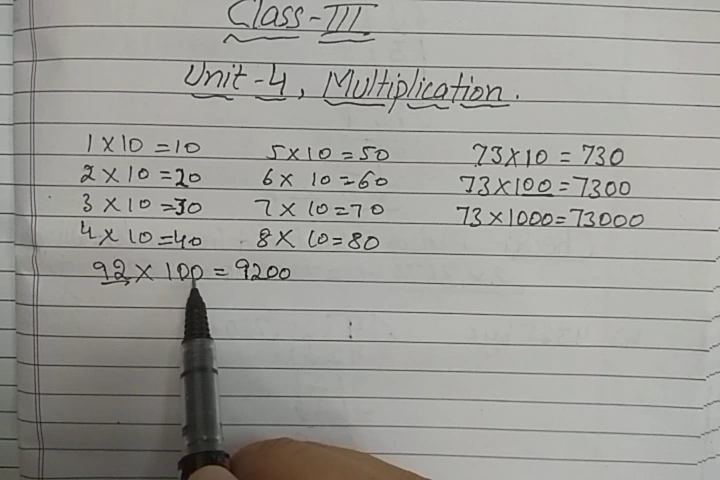 Class-III
Unit-4, Multiplication.
1 X 10 = 10 5 X 10 = 50 73 X 10 = 730
2 X 10 = 20 6 X 10 = 60 73 X 100 = 7300
3 X 10 = 30 7 X 10 = 70 73 X 1000 = 73000
4 X 10 = 40 8 X 10 = 80
92 X 100 = 9200